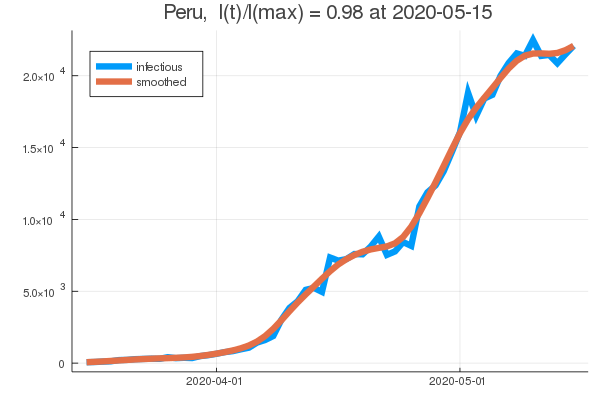 Peru,  I(t)/I(max) = 0.98 at 2020-05-15
infectious
smoothed
2.0×10 4
1.5×10 4
1.0×10 4
5.0×10 3
0
2020-04-01
2020-05-01